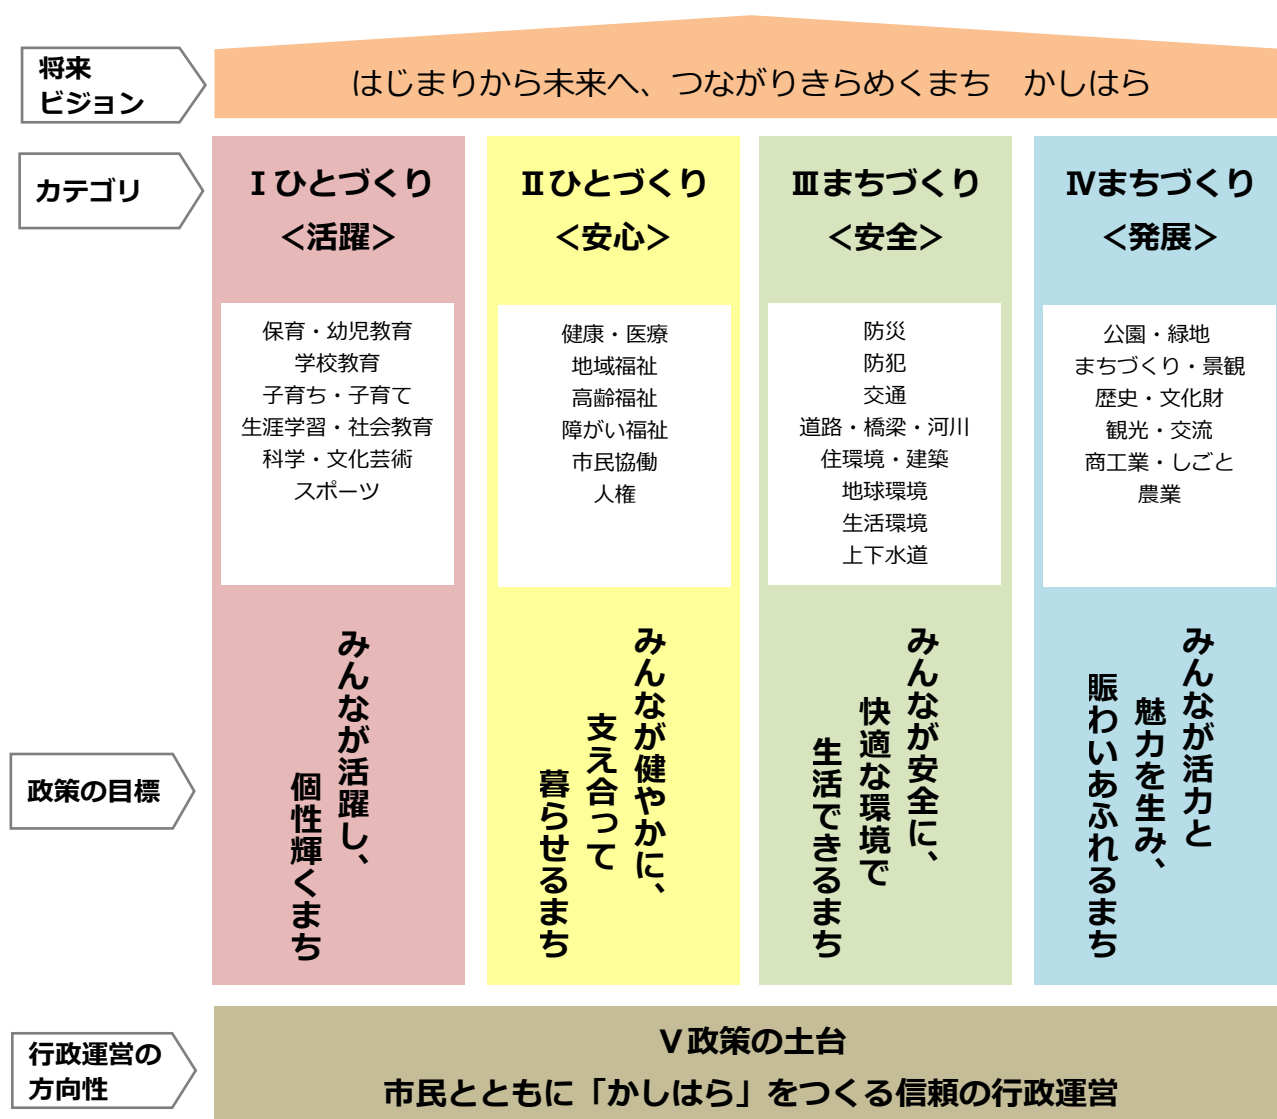 将来
ビジョン
はじまりから未来へ、つながりきらめくまち　かしはら
カテゴリ
Ⅰひとづくり
＜活躍＞
Ⅱひとづくり
＜安心＞
Ⅲまちづくり
＜安全＞
Ⅳまちづくり
＜発展＞
保育・幼児教育
学校教育
子育ち・子育て
生涯学習・社会教育
科学・文化芸術
スポーツ
健康・医療
地域福祉
高齢福祉
障がい福祉
市民協働
人権
防災
防犯
交通
道路・橋梁・河川
住環境・建築
地球環境
生活環境
上下水道
公園・緑地
まちづくり・景観
歴史・文化財
観光・交流
商工業・しごと
農業
政策の目標
みんなが活躍し、
個性輝くまち
みんなが健やかに、
支え合って
暮らせるまち
みんなが安全に、
快適な環境で
生活できるまち
みんなが活力と
魅力を生み、
賑わいあふれるまち
行政運営の
方向性
Ⅴ政策の土台
市民とともに「かしはら」をつくる信頼の行政運営